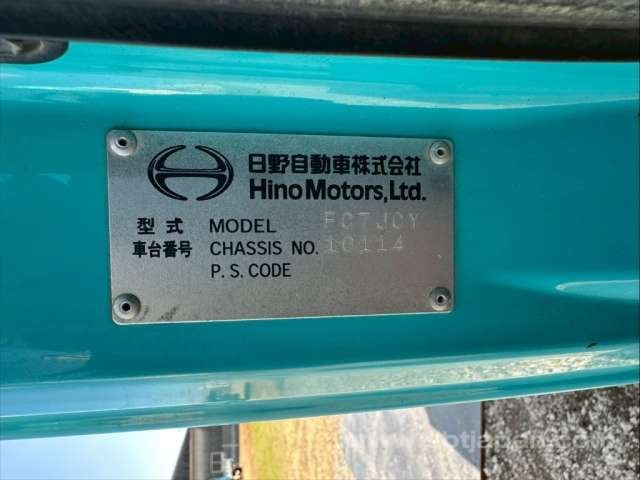 日野自動車株式会社
Hino Motors, Ltd.
型式 MODEL FC7JCY
車台番号 CHASSIS NO. 10114
P.S.CODE